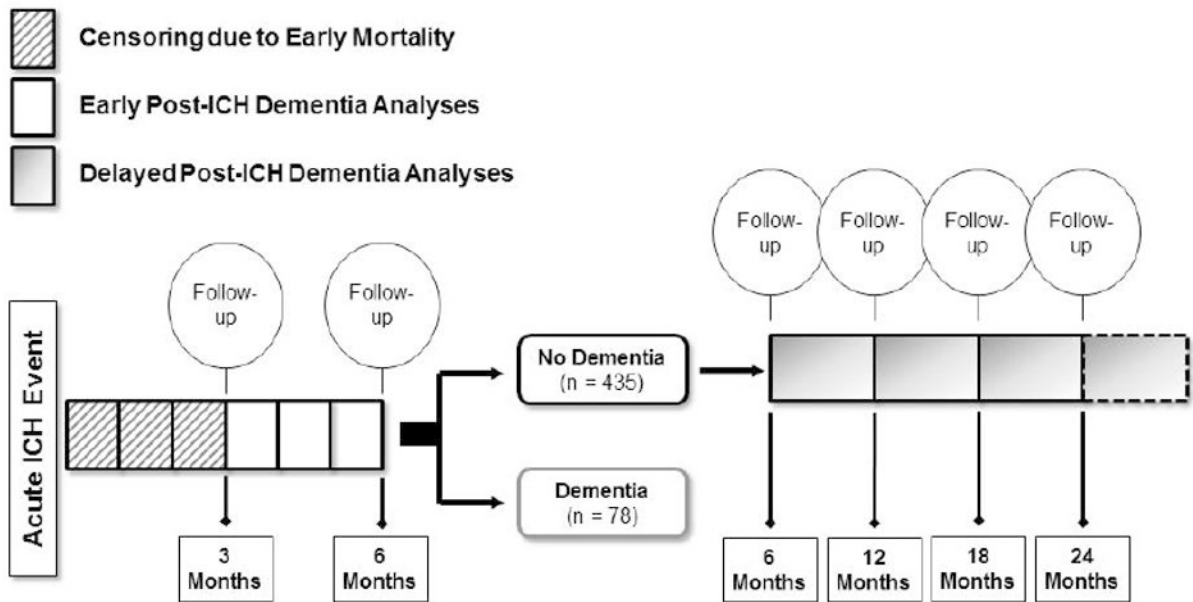 Censoring due to Early Mortality
Early Post-ICH Dementia Analyses
Delayed Post-ICH Dementia Analyses
Follow-
up
Follow-
up
Follow-
up
Follow-
up
Follow-
up
Follow-
up
Acute ICH Event
No Dementia
(n = 435)
Dementia
(n = 78)
3
Months
6
Months
6
Months
12
Months
18
Months
24
Months